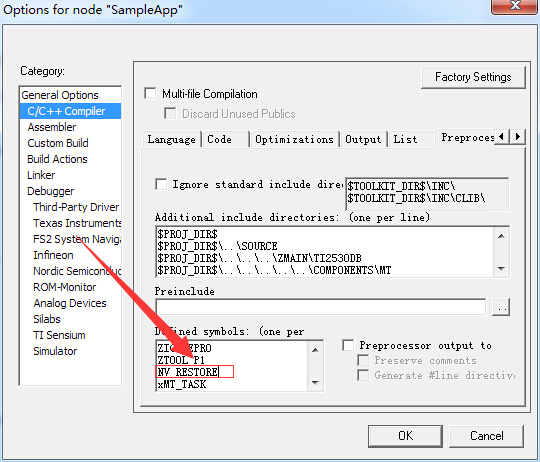 Options for node "SampleApp"
Category:
General Options
C/C++ Compiler
Assembler
Custom Build
Build Actions
Linker
Debugger
Third-Party Driver
Texas Instruments
FS2 System Naviga
Infineon
Nordic Semiconduc
ROM-Monitor
Analog Devices
Silabs
TI Sensium
Simulator
Factory Settings
Multi-file Compilation
Discard Unused Publics
Language Code Optimizations Output List Preproces
Ignore standard include direc
$TOOLKIT_DIR$\INC\
$TOOLKIT_DIR$\INC\CLIB\
Additional include directories: (one per line)
$PROJ_DIR$
$PROJ_DIR$\..\SOURCE
$PROJ_DIR$\..\..\..\ZMAIN\TI2530DB
$PROJ_DIR$\..\..\..\..\..\COMPONENTS\MT
Preinclude
..
Defined symbols: (one per
ZTOOL_P1
NV_RESTORE
xMT_TASK
Preprocessor output to
Preserve comments
Generate #line directive
OK
Cancel